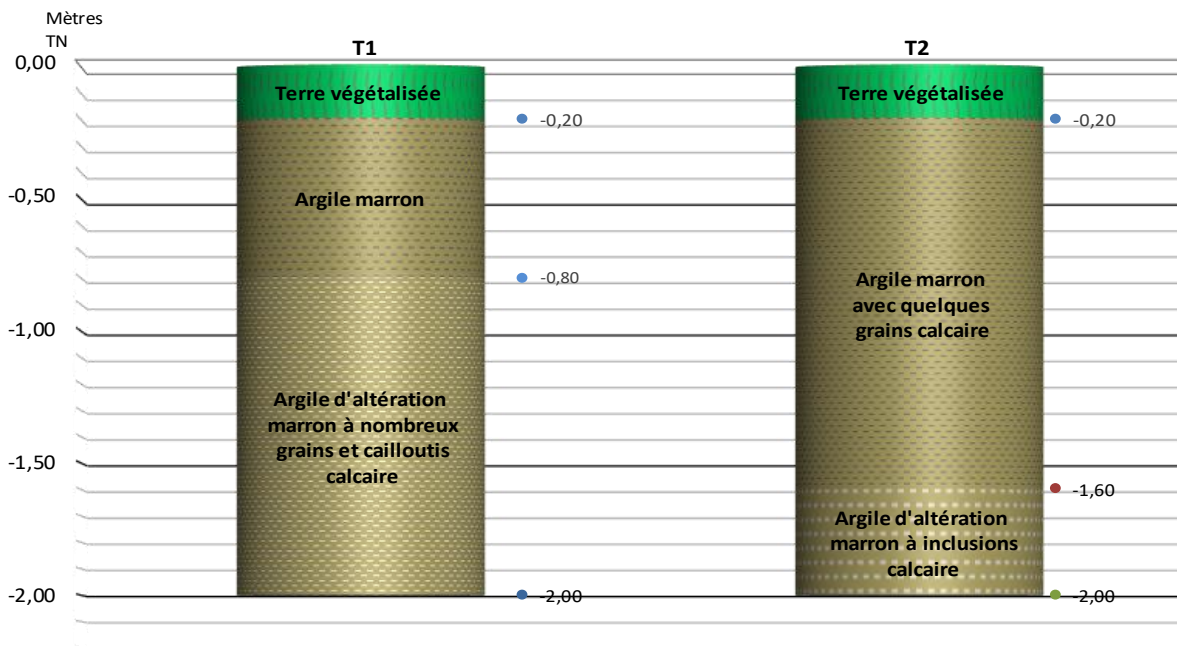 Mètres
TN
T1
T2
0,00
Terre végétalisée
Terre végétalisée
-0,20
-0,20
-0,50
Argile marron
-0,80
Argile marron
avec quelques
grains calcaire
-1,00
Argile d'altération
marron à nombreux
grains et cailloutis
calcaire
-1,50
-1,60
Argile d'altération
marron à inclusions
calcaire
-2,00
-2,00
-2,00